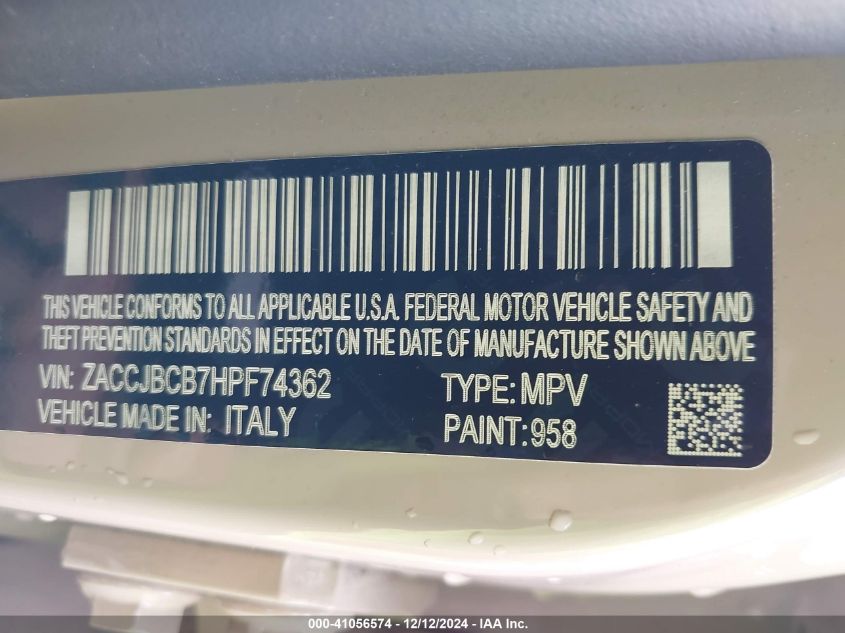 THIS VEHICLE CONFORMS TO ALL APPLICABLE U.S.A. FEDERAL MOTOR VEHICLE SAFETY AND
THEFT PREVENTION STANDARDS IN EFFECT ON THE DATE OF MANUFACTURE SHOWN ABOVE
VIN: ZACCJBCB7HPF74362 TYPE: MPV
VEHICLE MADE IN: ITALY PAINT: 958
000-41056574 - 12/12/2024 - IAA Inc.